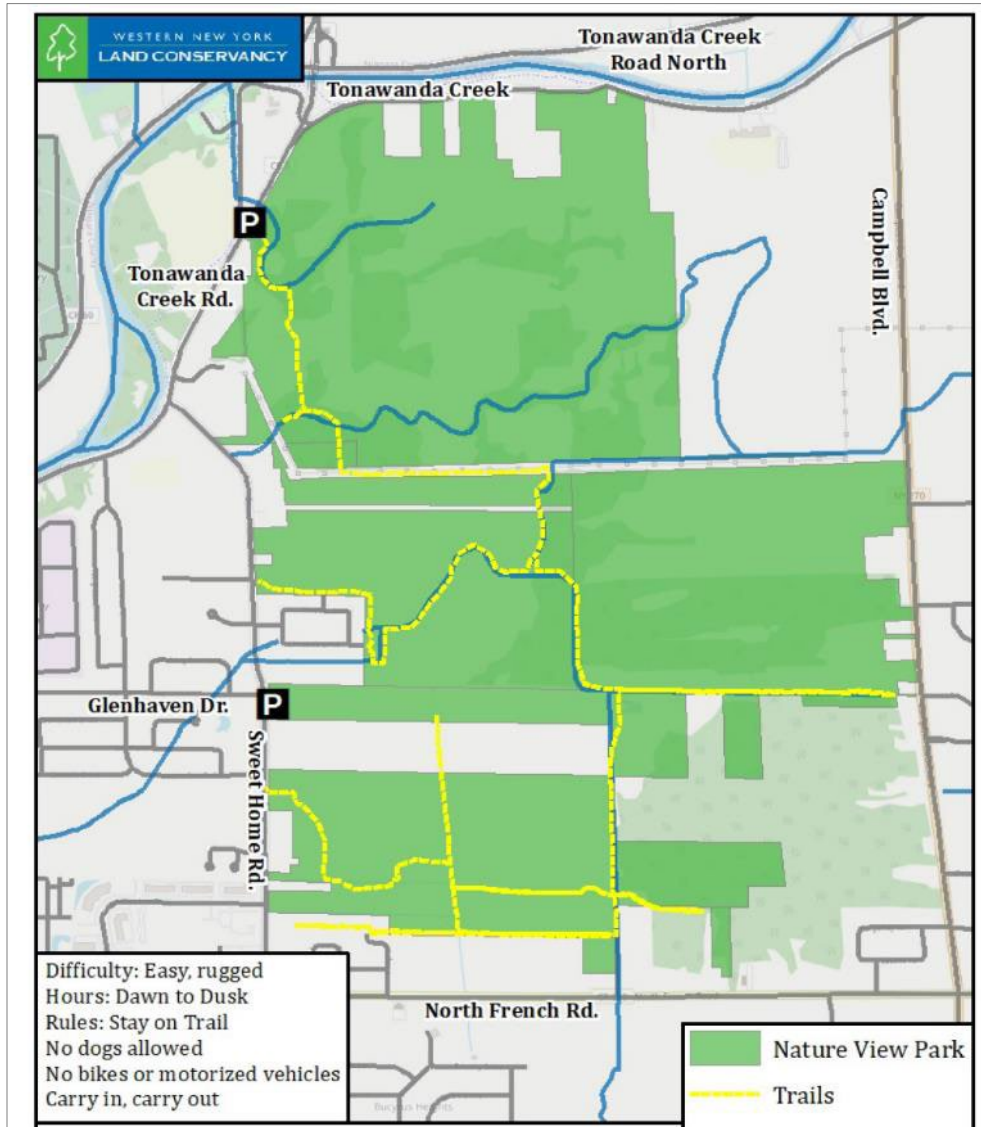 WESTERN NEW YORK
LAND CONSERVANCY
Tonawanda Creek
Road North
Tonawanda Creek
P
Tonawanda
Creek Rd.
Campbell Blvd.
P
Glenhaven Dr.
Sweet Home Rd.
North French Rd.
Difficulty: Easy, rugged
Hours: Dawn to Dusk
Rules: Stay on Trail
No dogs allowed
No bikes or motorized vehicles
Carry in, carry out
Nature View Park
Trails